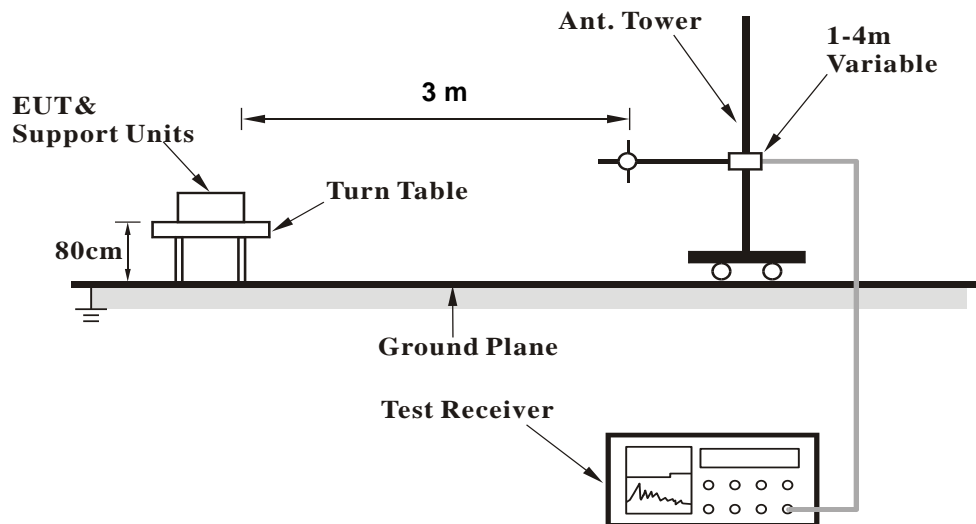 Ant. Tower
1-4m
Variable
3 m
EUT&
Support Units
Turn Table
80cm
Ground Plane
Test Receiver